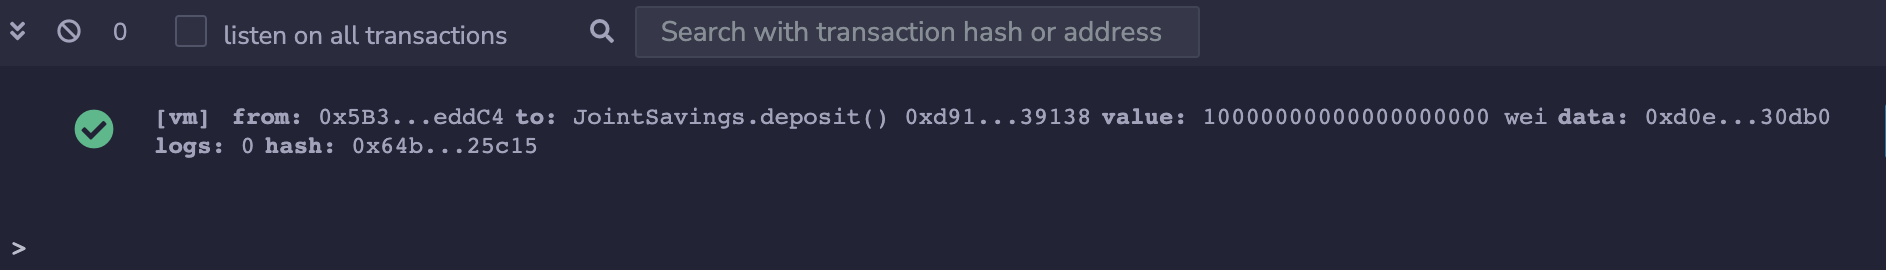 0 listen on all transactions Search with transaction hash or address
[vm] from: 0x5B3...eddC4 to: JointSavings.deposit() 0xd91...39138 value: 10000000000000000000 wei data: 0xd0e...30db0
logs: 0 hash: 0x64b...25c15
>